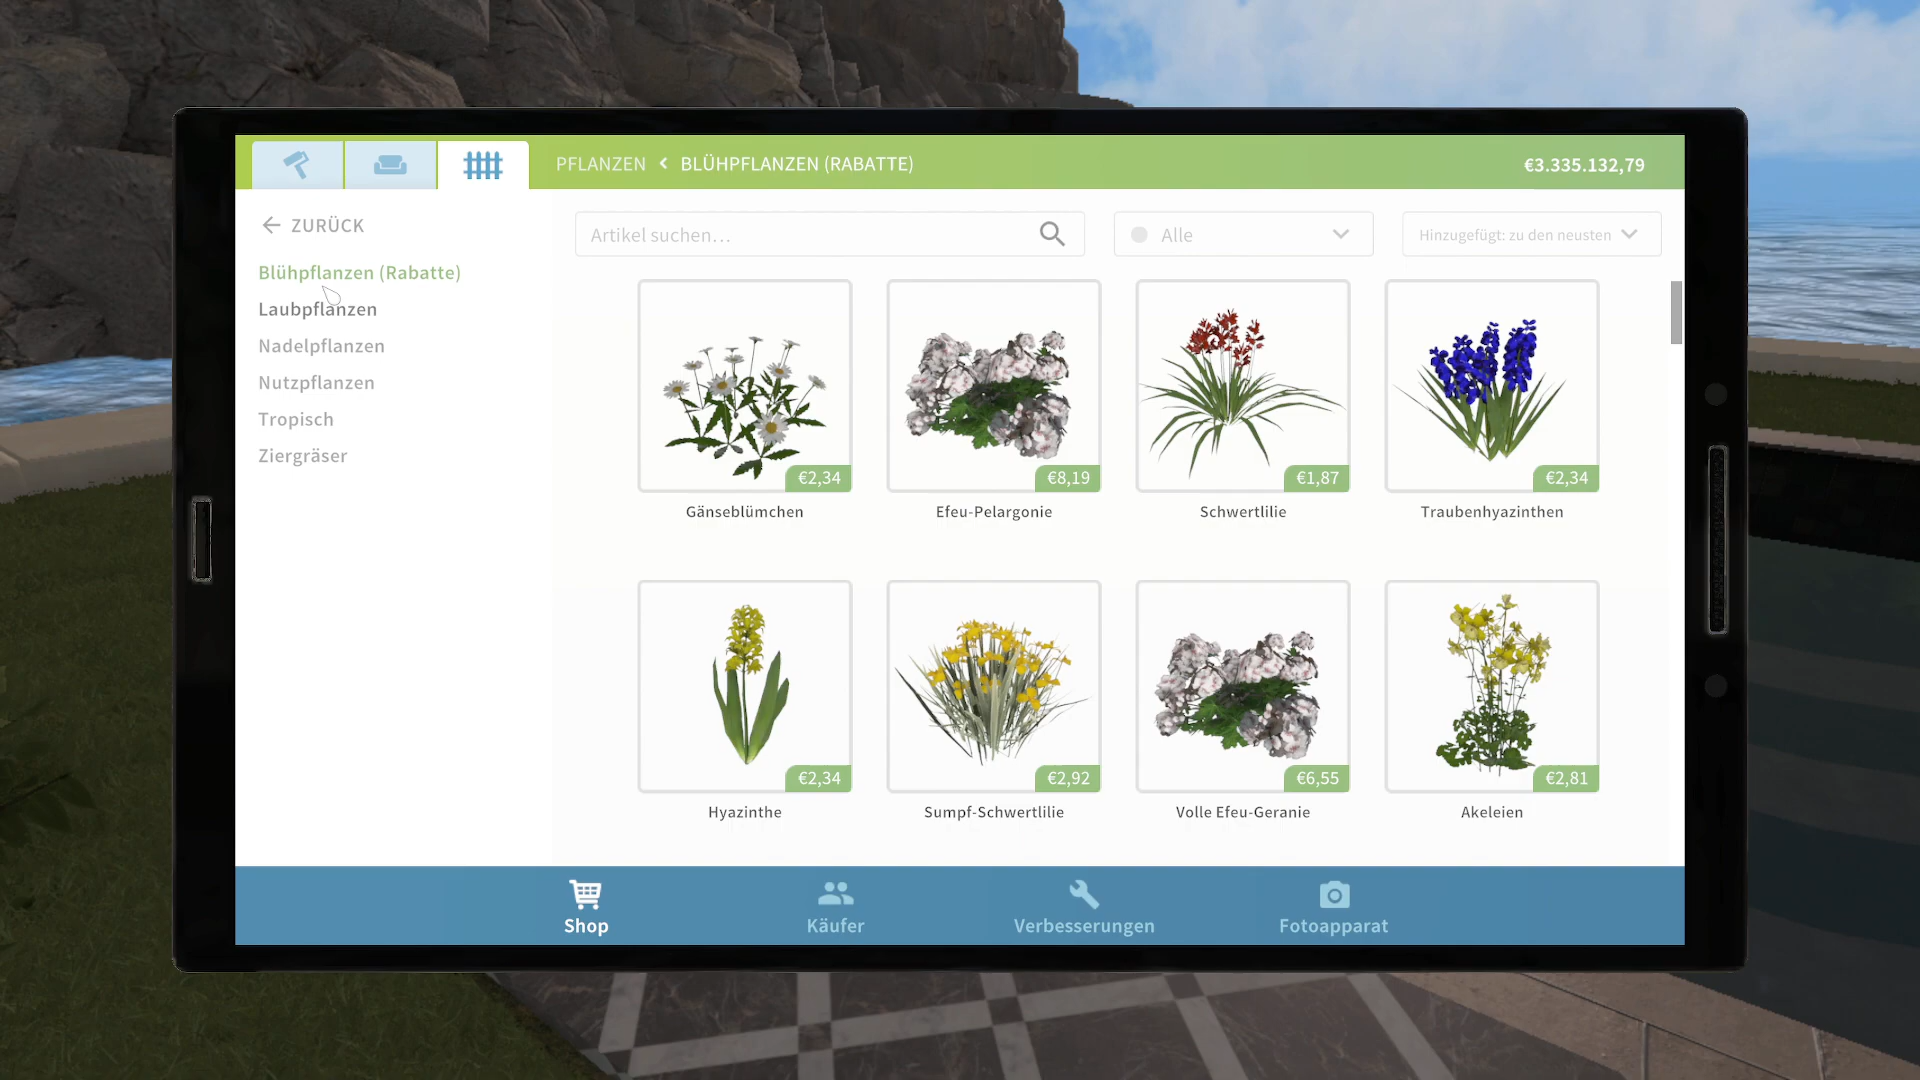 PFLANZEN < BLÜHPFLANZEN (RABATTE)
€3.335.132,79
ZURÜCK
Blühpflanzen (Rabatte)
Laubpflanzen
Nadelpflanzen
Nutzpflanzen
Tropisch
Ziergräser
Artikel suchen...
Alle
Hinzugefügt: zu den neusten
€2,34
€8,19
€1,87
€2,34
Gänseblümchen
Efeu-Pelargonie
Schwertlilie
Traubenhyazinthen
€2,34
€2,92
€6,55
€2,81
Hyazinthe
Sumpf-Schwertlilie
Volle Efeu-Geranie
Akeleien
Shop
Käufer
Verbesserungen
Fotoapparat